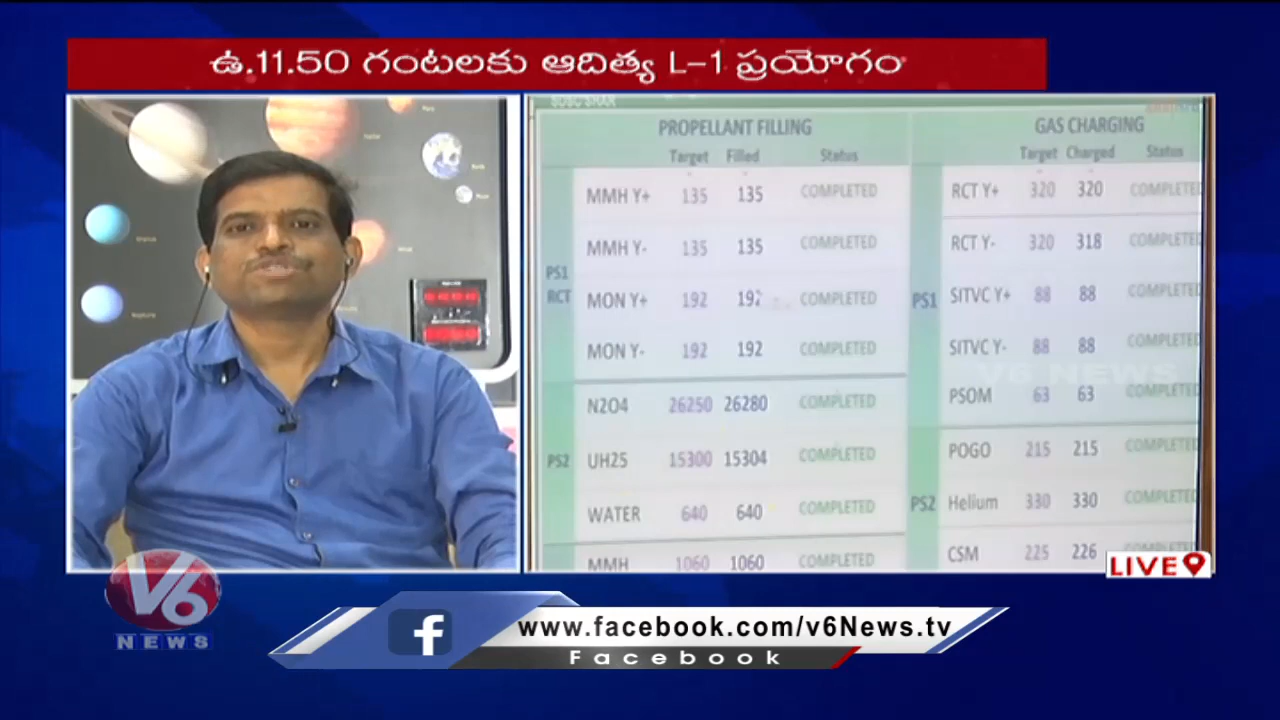 ఉ.11.50 గంటలకు ఆదిత్య L-1 ప్రయోగం
PROPELLANT FILLING
Target Filled Status
PS1 RCT
MMH Y+ 135 135 COMPLETED
MMH Y- 135 135 COMPLETED
MON Y+ 192 192 COMPLETED
MON Y- 192 192 COMPLETED
PS2
N2O4 26250 26280 COMPLETED
UH25 15300 15304 COMPLETED
WATER 640 640 COMPLETED
MMH 1060 1060 COMPLETED
GAS CHARGING
Target Charged Status
PS1
RCT Y+ 320 320 COMPLETED
RCT Y- 320 318 COMPLETED
SITVC Y+ 88 88 COMPLETED
SITVC Y- 88 88 COMPLETED
PSOM 63 63 COMPLETED
PS2
POGO 215 215 COMPLETED
Helium 330 330 COMPLETED
CSM 225 226 COMPLETED
V6 NEWS
LIVE
V6
NEWS
f www.facebook.com/v6News.tv
Facebook